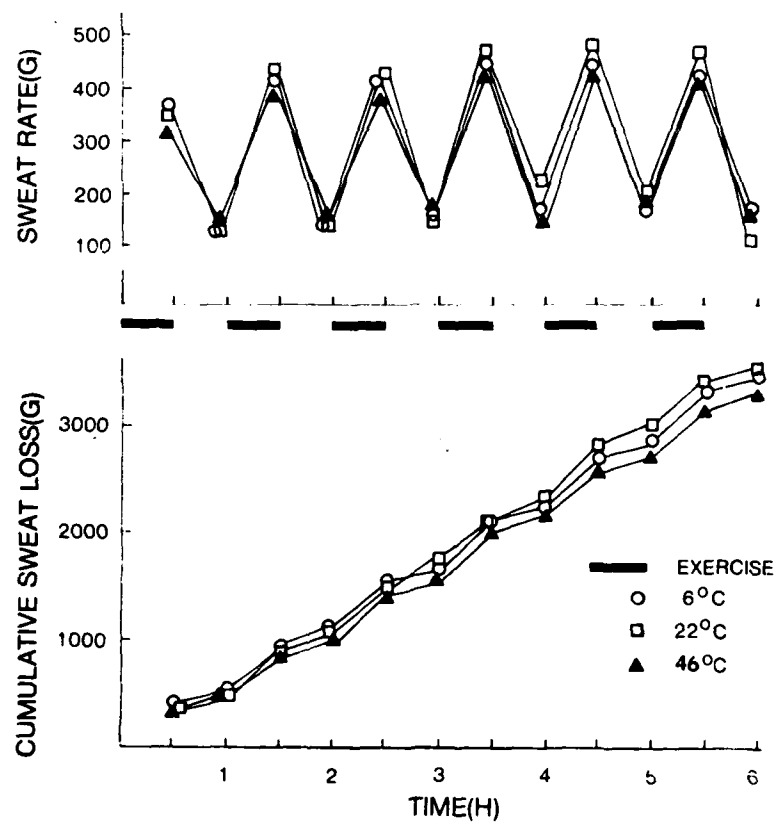 SWEAT RATE(G)
500
400
300
200
100
CUMULATIVE SWEAT LOSS(G)
3000
2000
1000
EXERCISE
6°C
22°C
46°C
1 2 3 4 5 6
TIME(H)